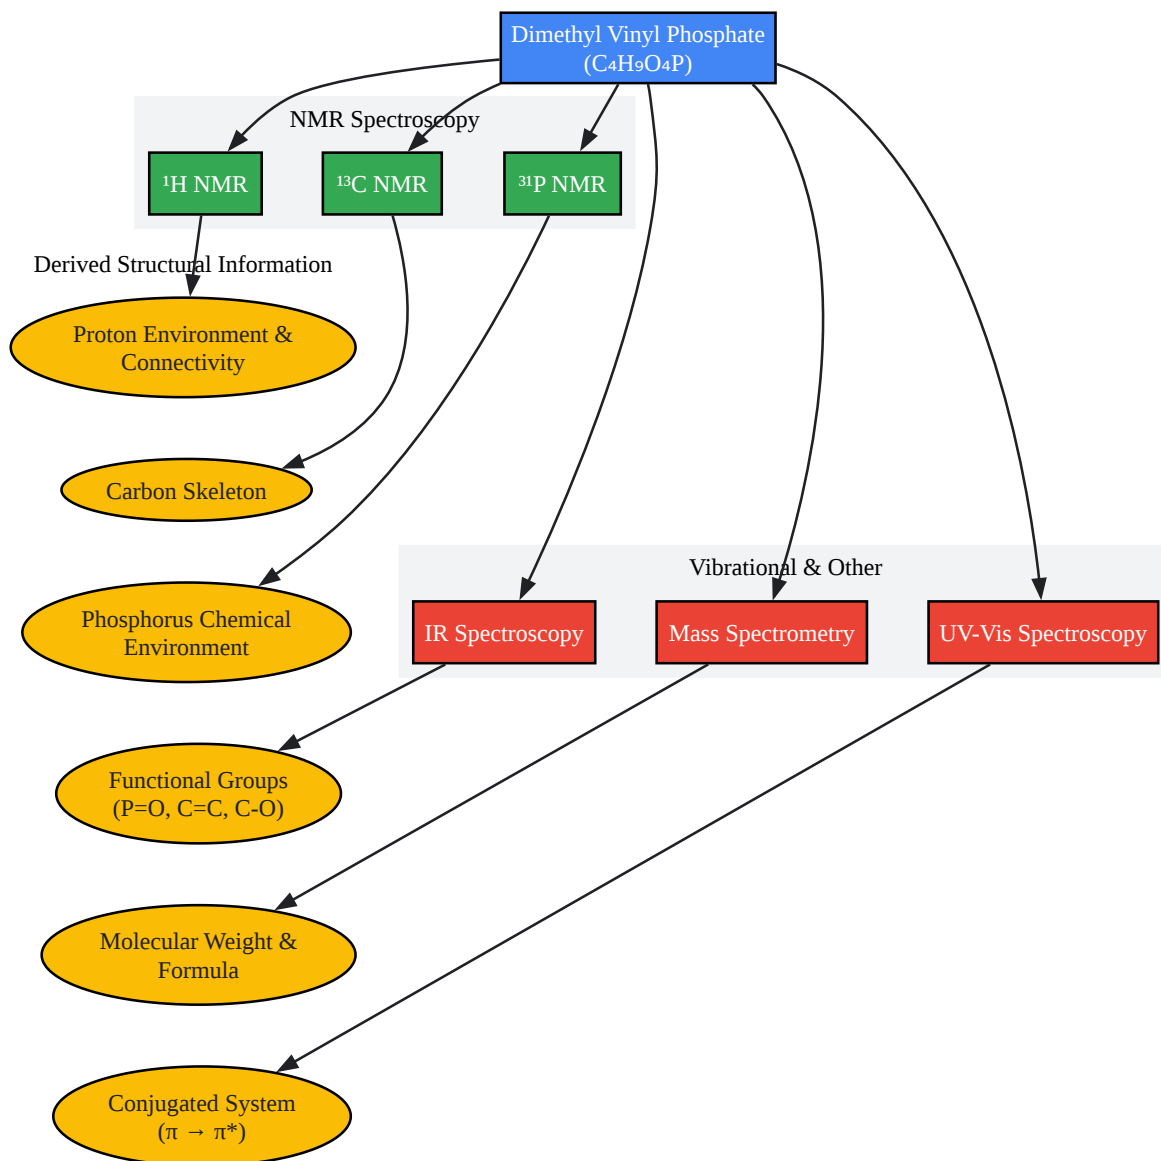 Dimethyl Vinyl Phosphate
(C₄H₉O₄P)
NMR Spectroscopy
¹H NMR
¹³C NMR
³¹P NMR
Derived Structural Information
Proton Environment &
Connectivity
Carbon Skeleton
Phosphorus Chemical
Environment
Vibrational & Other
IR Spectroscopy
Mass Spectrometry
UV-Vis Spectroscopy
Functional Groups
(P=O, C=C, C-O)
Molecular Weight &
Formula
Conjugated System
(π → π*)